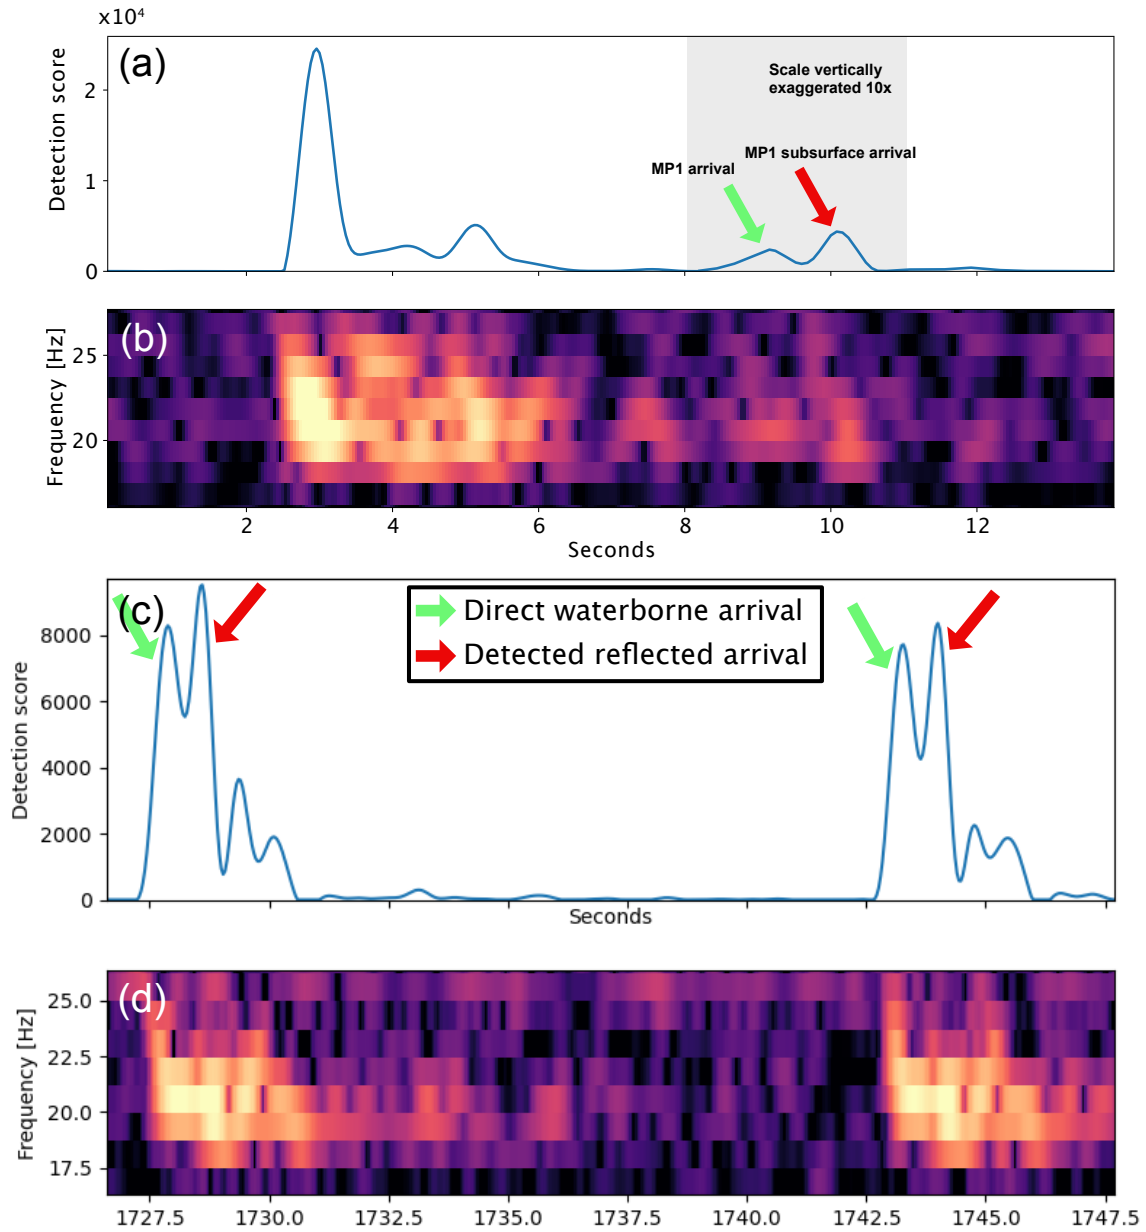 x10⁴
(a)
Detection score
2
1
0
Scale vertically
exaggerated 10x
MP1 arrival
MP1 subsurface arrival
(b)
Frequency [Hz]
25
20
2 4 6 8 10 12
Seconds
(c)
Detection score
8000
6000
4000
2000
0
Direct waterborne arrival
Detected reflected arrival
Seconds
(d)
Frequency [Hz]
25.0
22.5
20.0
17.5
1727.5 1730.0 1732.5 1735.0 1737.5 1740.0 1742.5 1745.0 1747.5